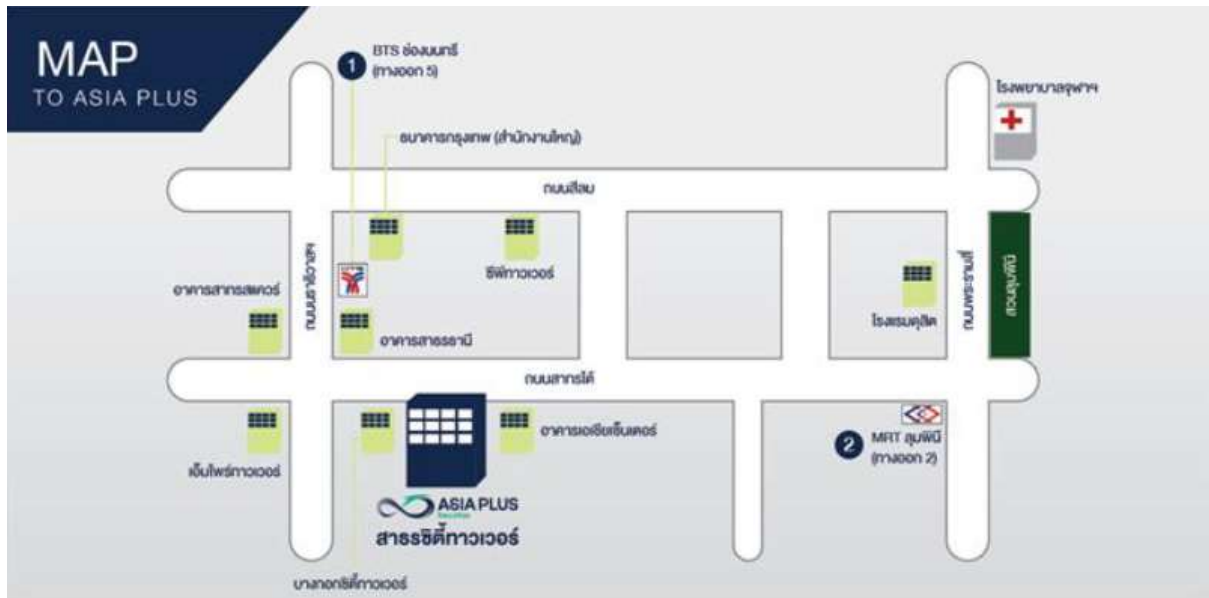 MAP
TO ASIA PLUS
1
BTS ช่องนนทรี
(ทางออก 5)
โรงพยาบาลจุฬาฯ
ธนาคารกรุงเทพ (สำนักงานใหญ่)
ถนนสีลม
ซีพีทาวเวอร์
ถนนนราธิวาสฯ
อาคารสาทรสแควร์
อาคารสาธรธานี
โรงแรมดุสิต
ถนนพระรามสี่
สวนลุมพินี
ถนนสาทรใต้
เอ็มไพร์ทาวเวอร์
อาคารเอเชียเซ็นเตอร์
2
MRT ลุมพินี
(ทางออก 2)
ASIA PLUS
สาธรซิตี้ทาวเวอร์
บางกอกซิตี้ทาวเวอร์